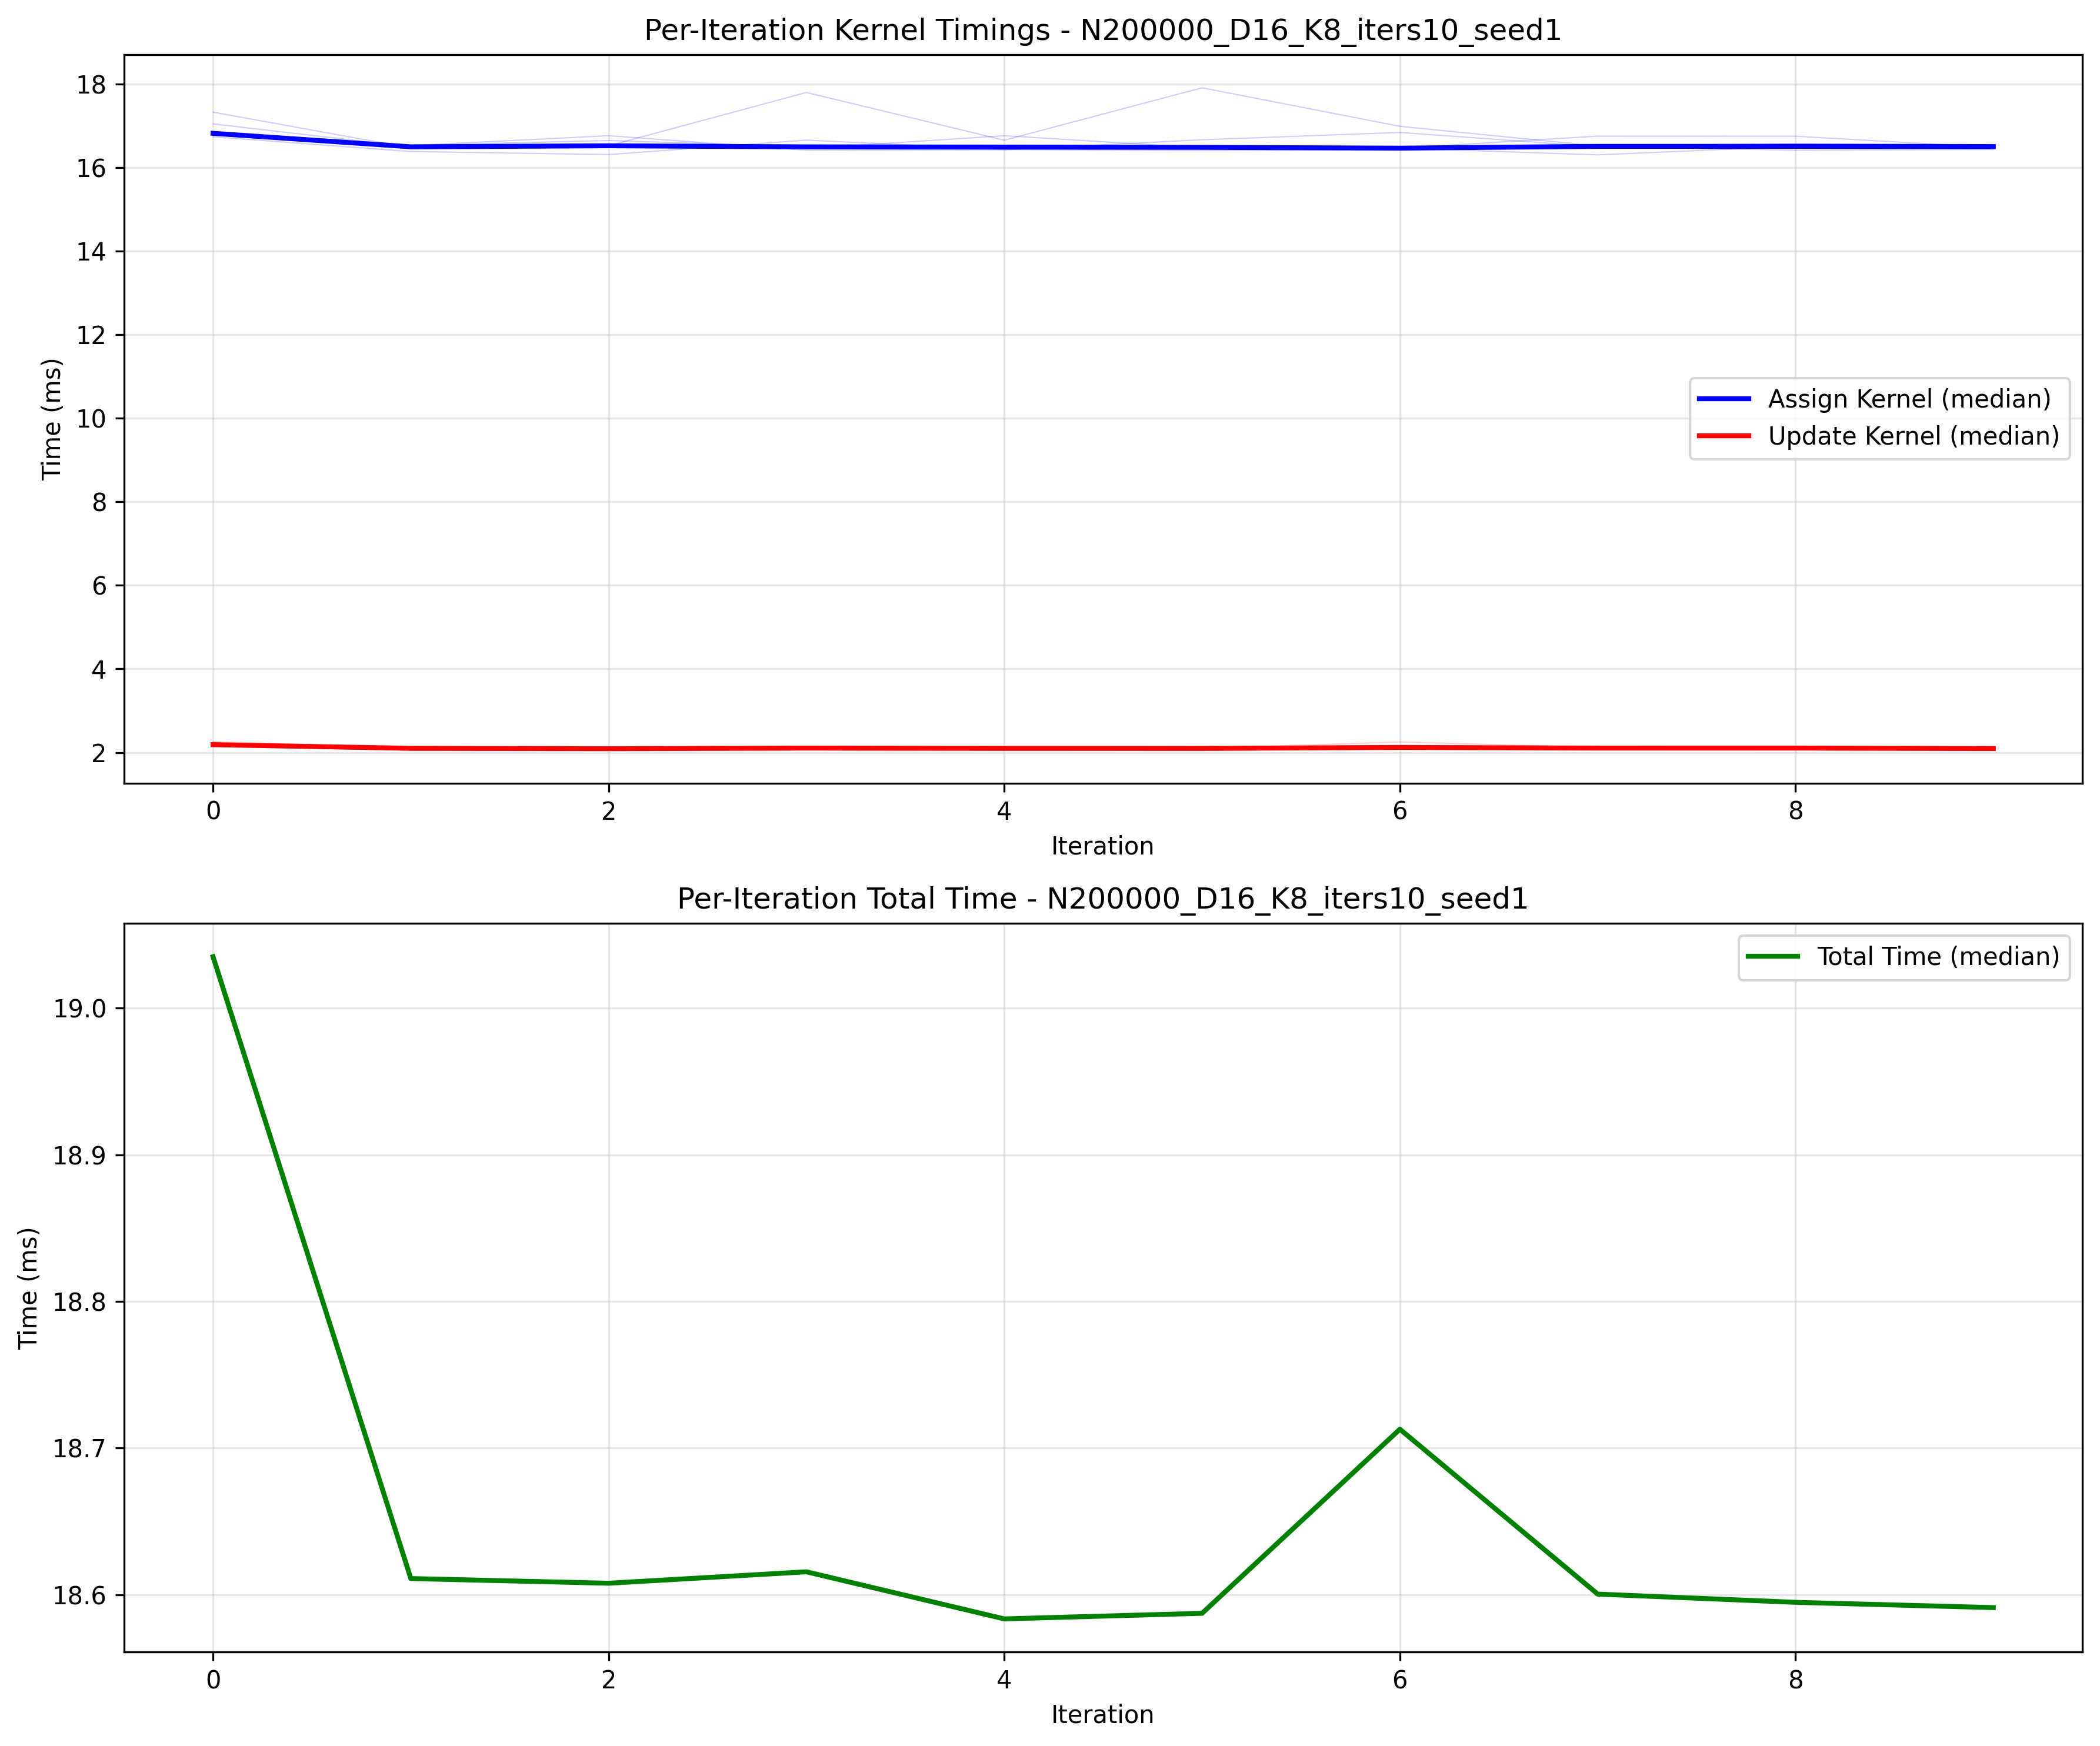 Per-Iteration Kernel Timings - N200000_D16_K8_iters10_seed1
18
16
14
12
10
8
6
4
2
Time (ms)
Assign Kernel (median)
Update Kernel (median)
0 2 4 6 8
Iteration
Per-Iteration Total Time - N200000_D16_K8_iters10_seed1
19.0
18.9
18.8
18.7
18.6
Time (ms)
Total Time (median)
0 2 4 6 8
Iteration